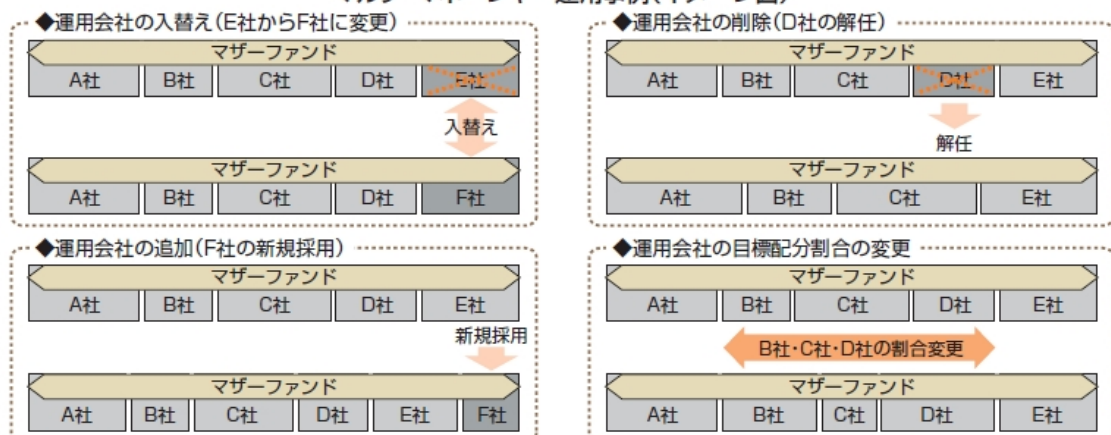 ◆運用会社の入替え(E社からF社に変更)
マザーファンド
A社 B社 C社 D社 E社
入替え
マザーファンド
A社 B社 C社 D社 F社
◆運用会社の削除(D社の解任)
マザーファンド
A社 B社 C社 D社 E社
解任
マザーファンド
A社 B社 C社 E社
◆運用会社の追加(F社の新規採用)
マザーファンド
A社 B社 C社 D社 E社
新規採用
マザーファンド
A社 B社 C社 D社 E社 F社
◆運用会社の目標配分割合の変更
マザーファンド
A社 B社 C社 D社 E社
B社・C社・D社の割合変更
マザーファンド
A社 B社 C社 D社 E社